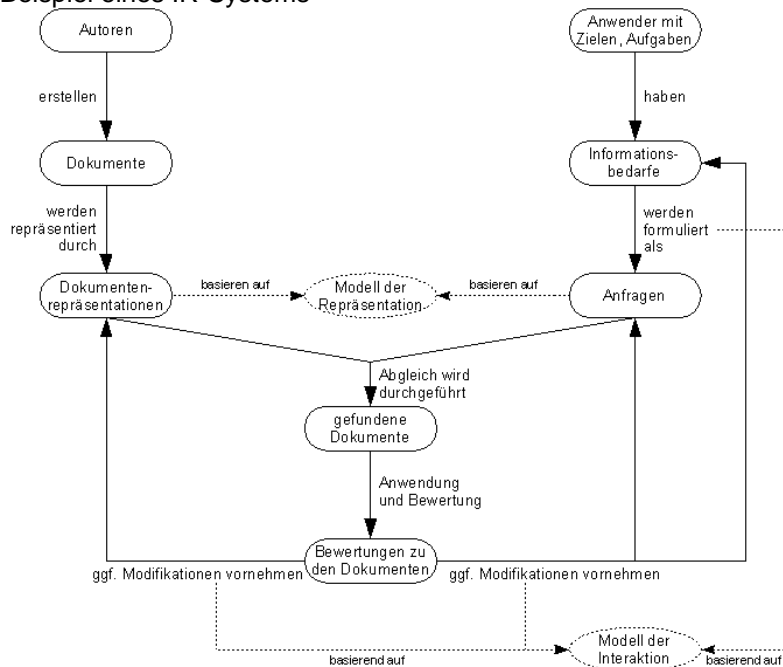 Beispiel eines IR-Systems
Autoren
Anwender mit
Zielen, Aufgaben
erstellen
haben
Dokumente
Informations-
bedarfe
werden
repräsentiert
durch
werden
formuliert
als
Dokumenten-
repräsentationen
basieren auf
Modell der
Repräsentation
basieren auf
Anfragen
Abgleich wird
durchgeführt
gefundene
Dokumente
Anwendung
und Bewertung
Bewertungen zu
den Dokumenten
ggf. Modifikationen vornehmen
ggf. Modifikationen vornehmen
Modell der
Interaktion
basierend auf
basierend auf